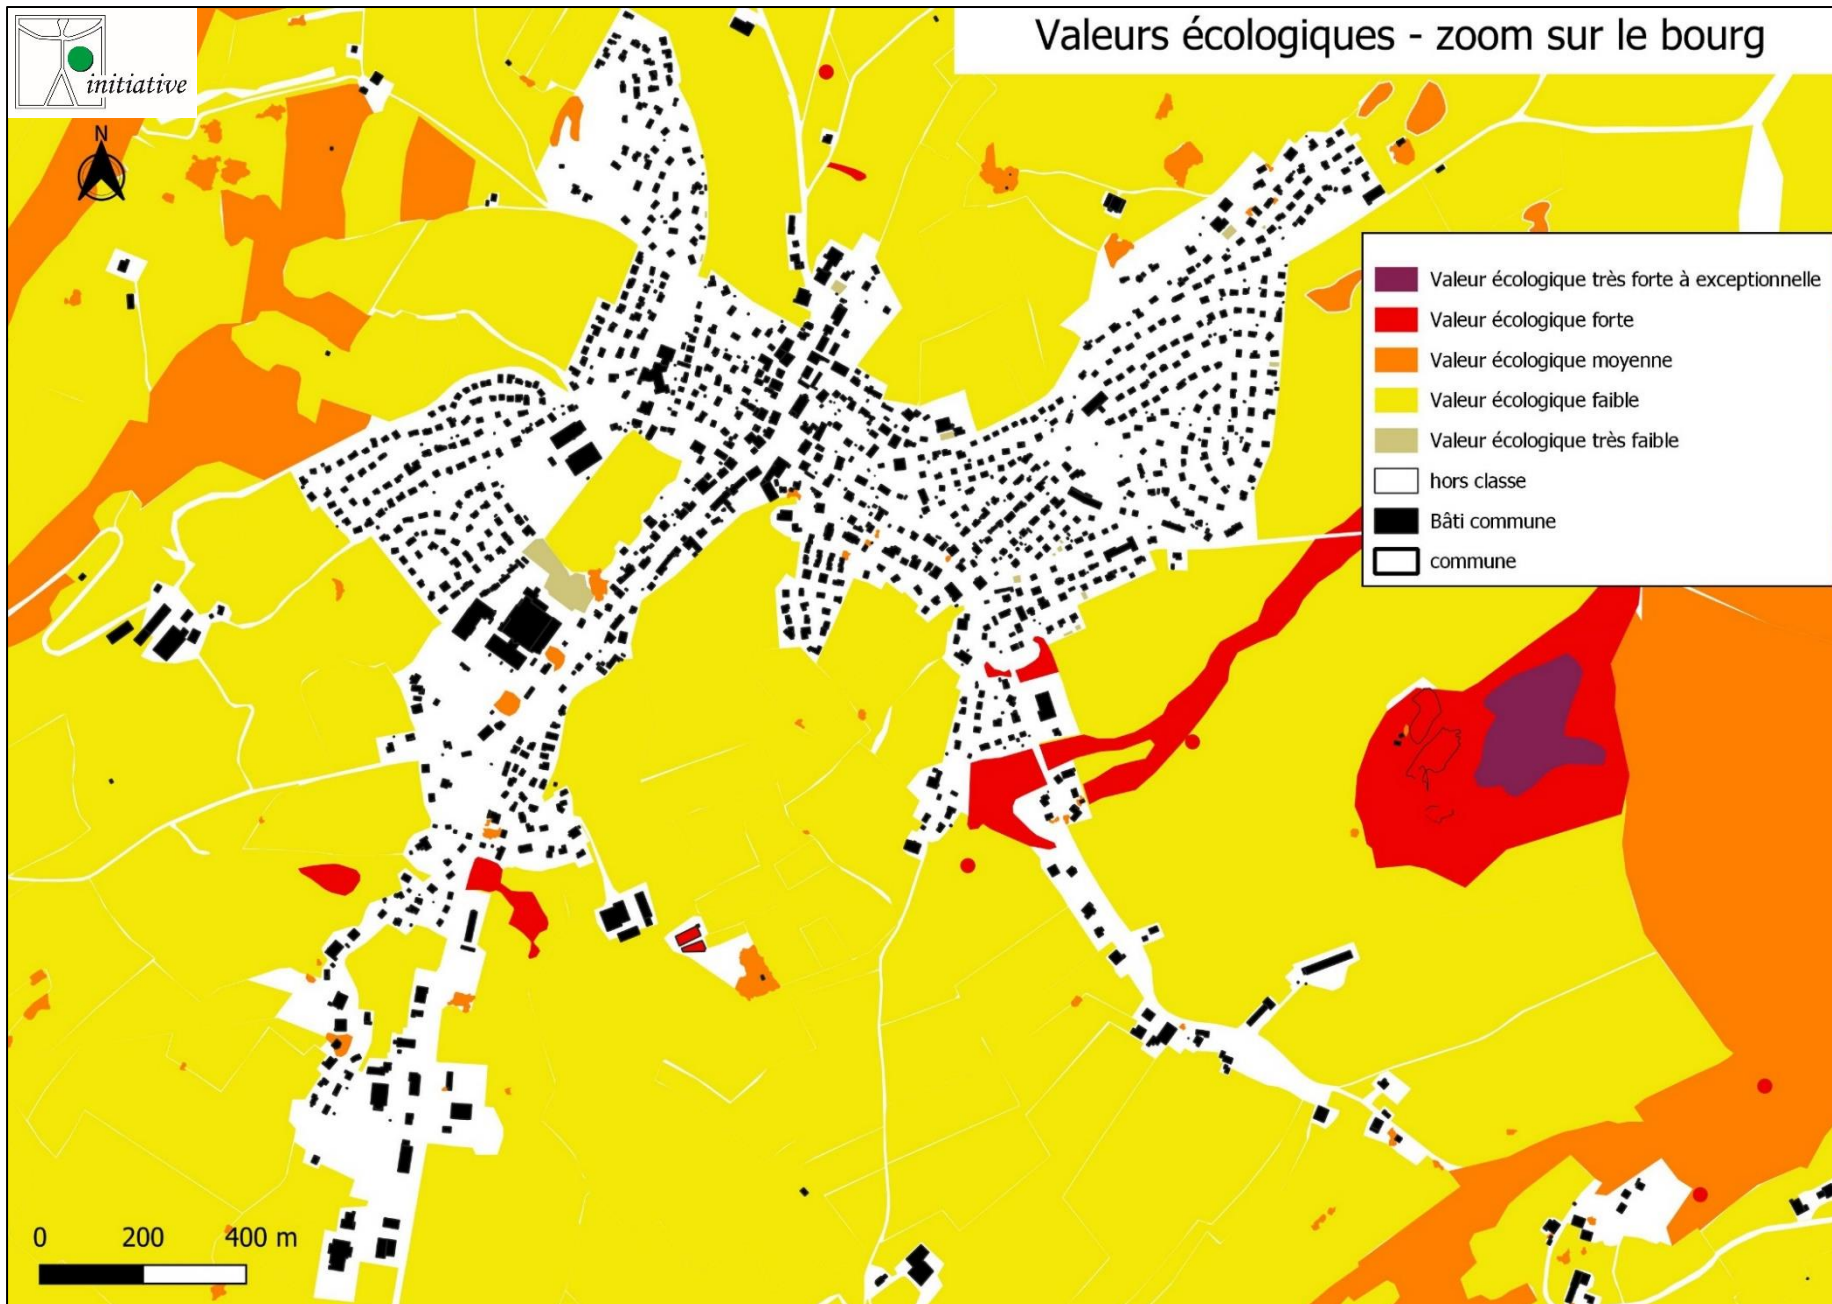 Valeurs écologiques - zoom sur le bourg
initiative
N
Valeur écologique très forte à exceptionnelle
Valeur écologique forte
Valeur écologique moyenne
Valeur écologique faible
Valeur écologique très faible
hors classe
Bâti commune
commune
0 200 400 m